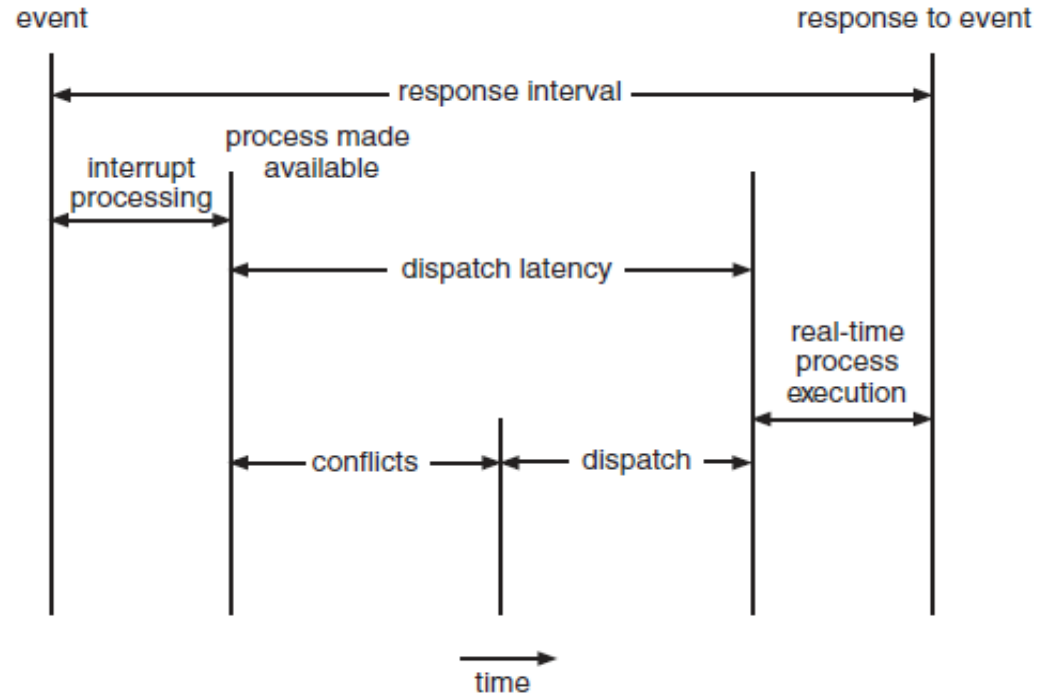 event
response to event
response interval
process made
available
interrupt
processing
dispatch latency
real-time
process
execution
conflicts
dispatch
time